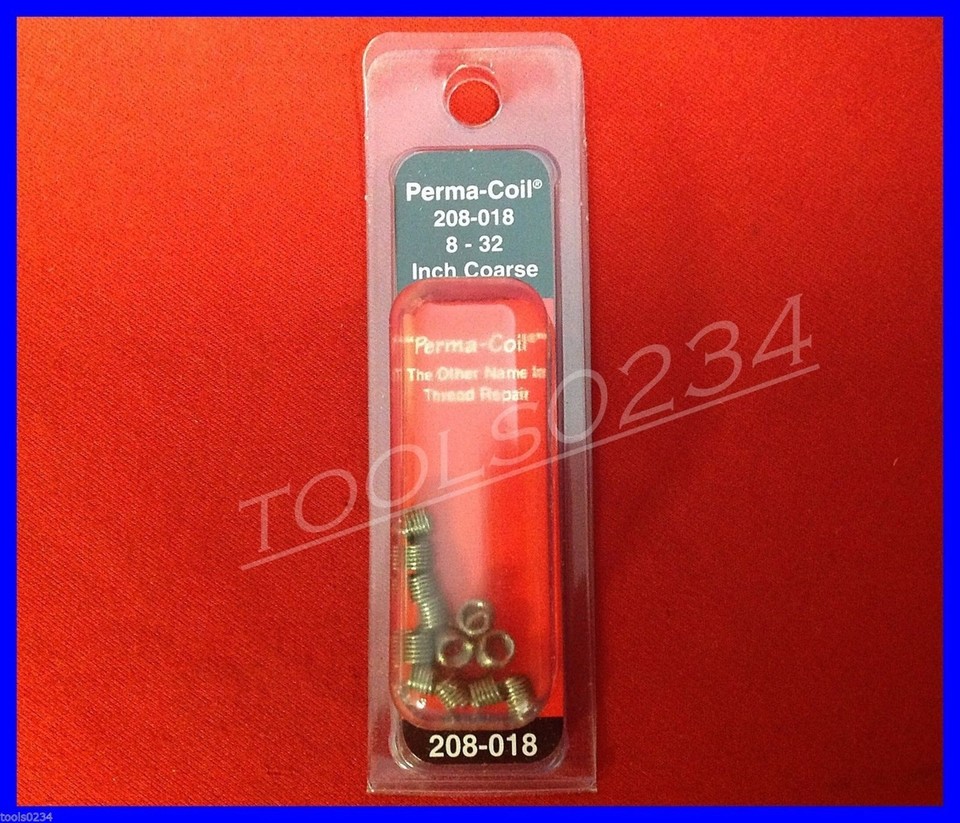 Perma-Coil®
208-018
8 - 32
Inch Coarse
"Perma-Coil®"
The Other Name in
Thread Repair
TOOLS0234
208-018
tools0234